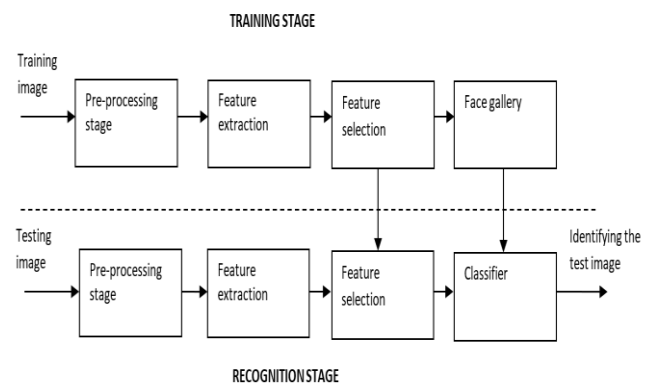 TRAINING STAGE
Training
image
Pre-processing
stage
Feature
extraction
Feature
selection
Face gallery
Testing
image
Pre-processing
stage
Feature
extraction
Feature
selection
Classifier
Identifying the
test image
RECOGNITION STAGE